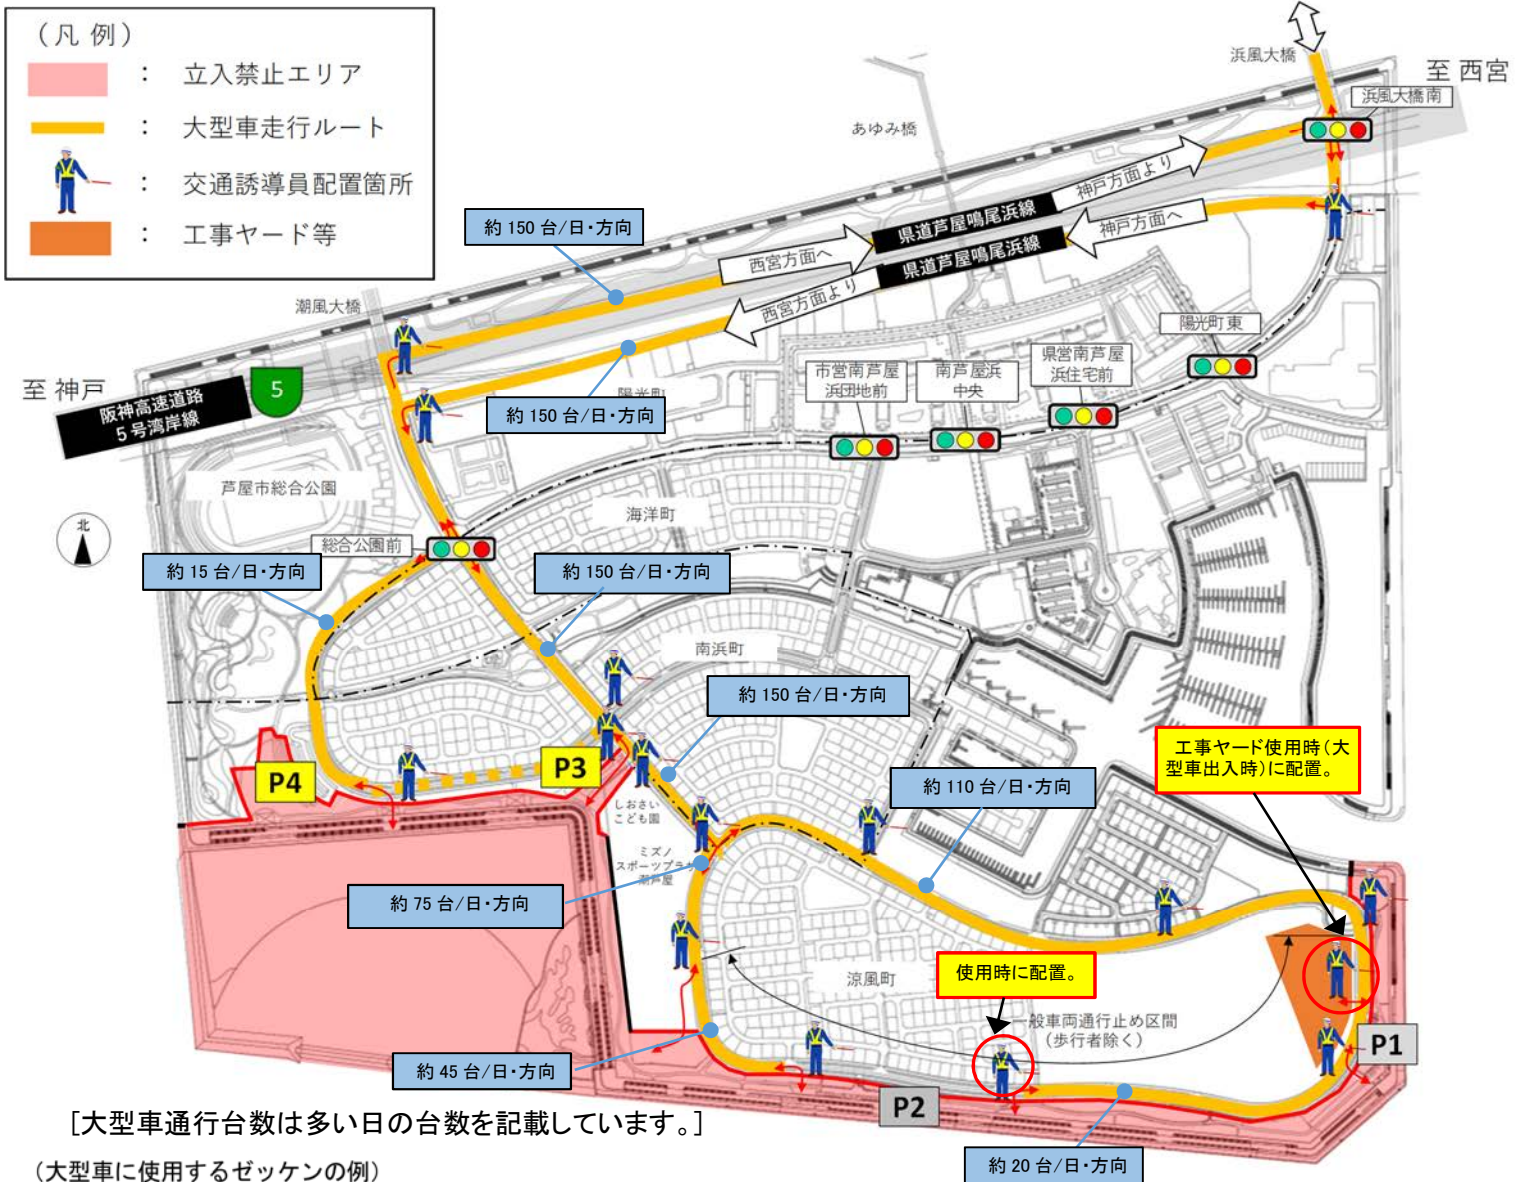 （凡 例）
： 立入禁止エリア
： 大型車走行ルート
： 交通誘導員配置箇所
： 工事ヤード等
浜風大橋
至 西宮
浜風大橋南
あゆみ橋
神戸方面より
県道芦屋鳴尾浜線
神戸方面へ
約 150 台/日・方向
西宮方面へ
県道芦屋鳴尾浜線
西宮方面より
潮風大橋
陽光町東
県営南芦屋
浜住宅前
南芦屋浜
中央
市営南芦屋
浜団地前
至 神戸
5
阪神高速道路
5 号湾岸線
陽光町
約 150 台/日・方向
芦屋市総合公園
海洋町
北
総合公園前
約 15 台/日・方向
約 150 台/日・方向
南浜町
約 150 台/日・方向
工事ヤード使用時（大
型車出入時）に配置。
P4
P3
約 110 台/日・方向
しおさい
こども園
ミズノ
スポーツプラザ
潮芦屋
約 75 台/日・方向
涼風町
使用時に配置。
一般車両通行止め区間
（歩行者除く）
P1
約 45 台/日・方向
P2
［大型車通行台数は多い日の台数を記載しています。］
約 20 台/日・方向
（大型車に使用するゼッケンの例）